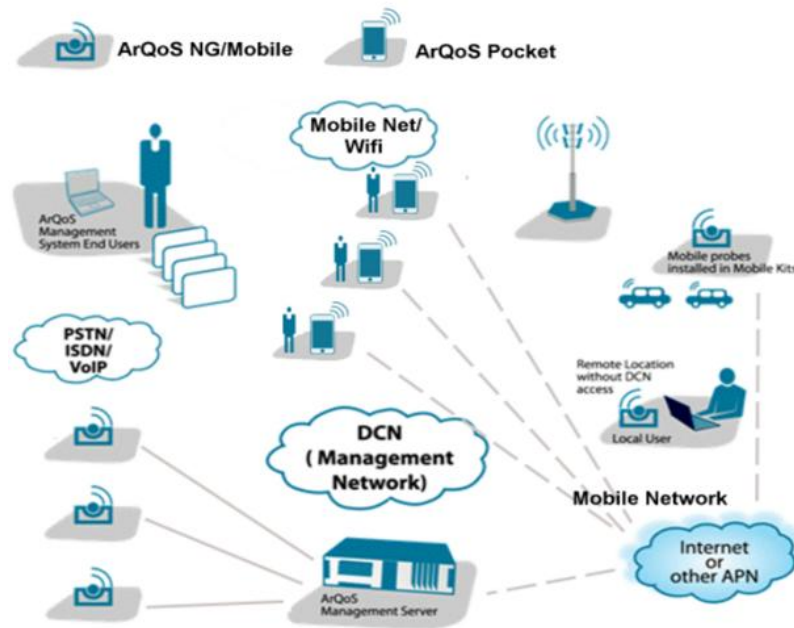 ArQoS NG/Mobile
ArQoS Pocket
Mobile Net/
Wifi
ArQoS
Management
System End Users
Mobile probes
installed in Mobile Kits
PSTN/
ISDN/
VoIP
Remote Location
without DCN
access
Local User
DCN
( Management
Network)
Mobile Network
Internet
or
other APN
ArQoS
Management Server